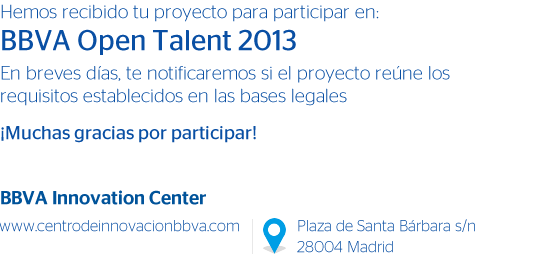 Hemos recibido tu proyecto para participar en:
BBVA Open Talent 2013
En breves días, te notificaremos si el proyecto reúne los
requisitos establecidos en las bases legales
¡Muchas gracias por participar!
BBVA Innovation Center
www.centrodeinnovacionbbva.com
Plaza de Santa Bárbara s/n
28004 Madrid